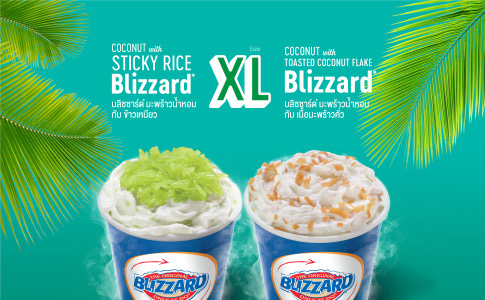 COCONUT with
STICKY RICE
Blizzard®
บลิซซาร์ด® มะพร้าวน้ำหอม
กับ ข้าวเหนียว
XL
COCONUT with
TOASTED COCONUT FLAKE
Blizzard®
บลิซซาร์ด® มะพร้าวน้ำหอม
กับ เนื้อมะพร้าวคั่ว
THE ORIGINAL
BLIZZARD
THE ORIGINAL
BLIZZARD